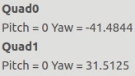 Quad0
Pitch = 0 Yaw = -41.4844
Quad1
Pitch = 0 Yaw = 31.5125